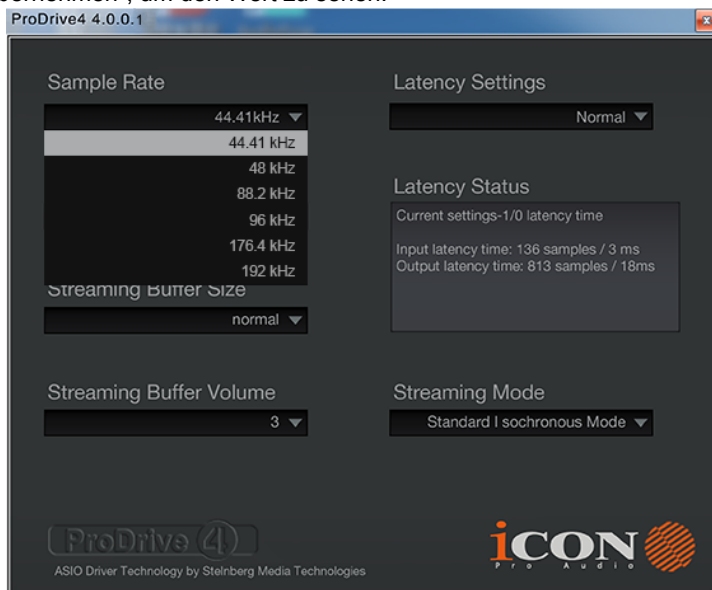 ProDrive4 4.0.0.1
Sample Rate
44.41kHz
44.41 kHz
48 kHz
88.2 kHz
96 kHz
176.4 kHz
192 kHz
Streaming Buffer Size
normal
Streaming Buffer Volume
3
Latency Settings
Normal
Latency Status
Current settings-1/0 latency time
Input latency time: 136 samples / 3 ms
Output latency time: 813 samples / 18ms
Streaming Mode
Standard I sochronous Mode
ProDrive 4
ASIO Driver Technology by Steinberg Media Technologies
iCON
Pro Audio